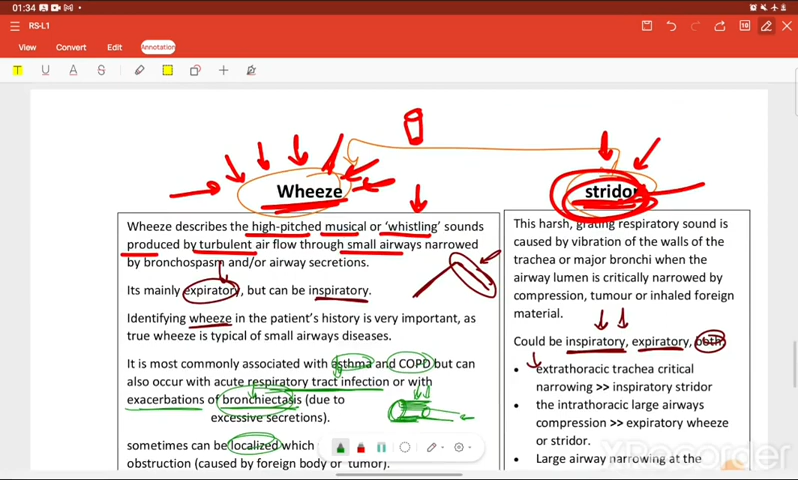 01:34
RS-L1
View Convert Edit Annotation
Wheeze
stridor
Wheeze describes the high-pitched musical or 'whistling' sounds
produced by turbulent air flow through small airways narrowed
by bronchospasm and/or airway secretions.
Its mainly expiratory, but can be inspiratory.
Identifying wheeze in the patient's history is very important, as
true wheeze is typical of small airways diseases.
It is most commonly associated with asthma and COPD but can
also occur with acute respiratory tract infection or with
exacerbations of bronchiectasis (due to
excessive secretions).
sometimes can be localized which
obstruction (caused by foreign body or tumor).
This harsh, grating respiratory sound is
caused by vibration of the walls of the
trachea or major bronchi when the
airway lumen is critically narrowed by
compression, tumour or inhaled foreign
material.
Could be inspiratory, expiratory, both
• extrathoracic trachea critical
narrowing >> inspiratory stridor
• the intrathoracic large airways
compression >> expiratory wheeze
or stridor.
• Large airway narrowing at the
XRecorder